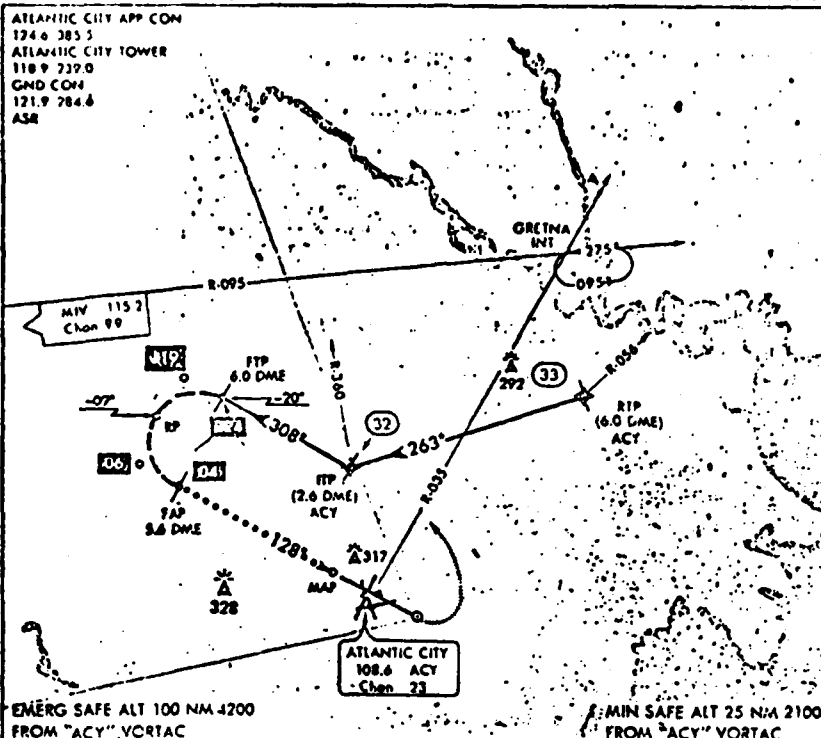 ATLANTIC CITY APP CON
124.6 385.5
ATLANTIC CITY TOWER
118.9 239.0
GND CON
121.9 284.6
ASR
GRETNA
INT
275°
095°
R-095
MIV 115.2
Chan 99
FTP
6.0 DME
R-360
R-056
292
33
-07°
-20°
RP
308°
32
263°
RTP
(6.0 DME)
ACY
ITP
(2.6 DME)
ACY
R-035
FAP
5.6 DME
128°
317
MAP
328
ATLANTIC CITY
108.6 ACY
Chan 23
EMERG SAFE ALT 100 NM 4200
FROM "ACY" VORTAC
MIN SAFE ALT 25 NM 2100
FROM "ACY" VORTAC